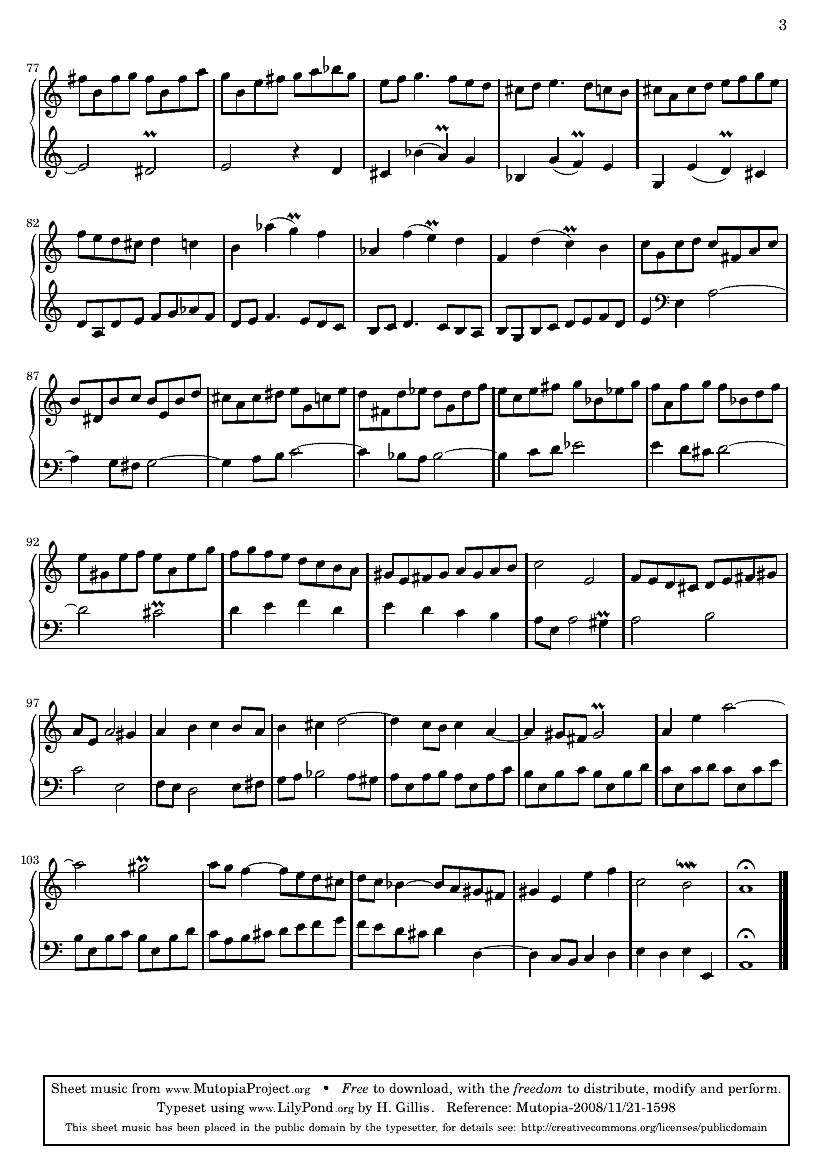 3
77
82
87
92
97
103
Sheet music from www.MutopiaProject.org • Free to download, with the freedom to distribute, modify and perform.
Typeset using www.LilyPond.org by H. Gillis. Reference: Mutopia-2008/11/21-1598
This sheet music has been placed in the public domain by the typesetter, for details see: http://creativecommons.org/licenses/publicdomain